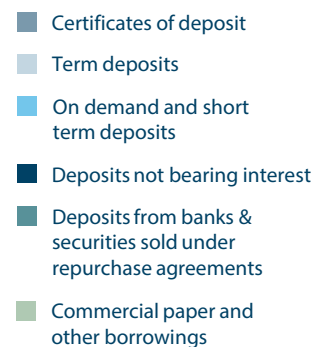 Certificates of deposit
Term deposits
On demand and short
term deposits
Deposits not bearing interest
Deposits from banks &
securities sold under
repurchase agreements
Commercial paper and
other borrowings